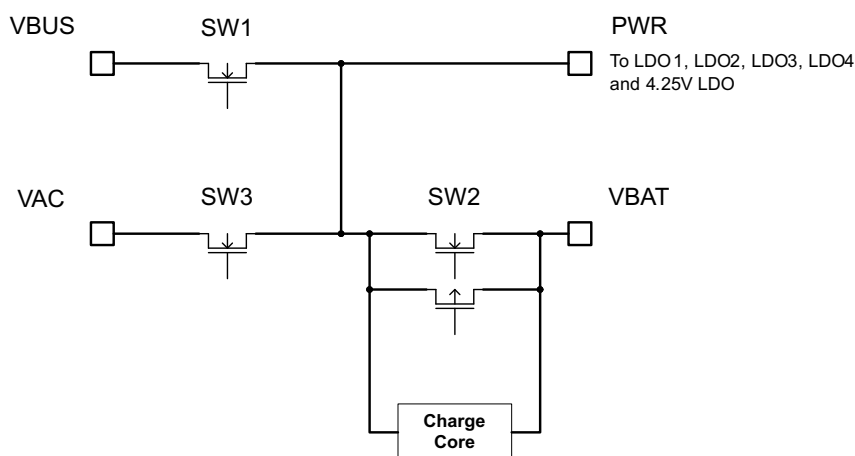 VBUS
SW1
PWR
To LDO1, LDO2, LDO3, LDO4
and 4.25V LDO
VAC
SW3
SW2
VBAT
Charge
Core